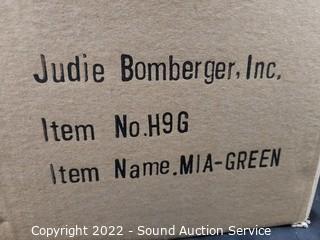 Judie Bomberger, Inc.
Item No.H9G
Item Name.MIA-GREEN
Copyright 2022 - Sound Auction Service